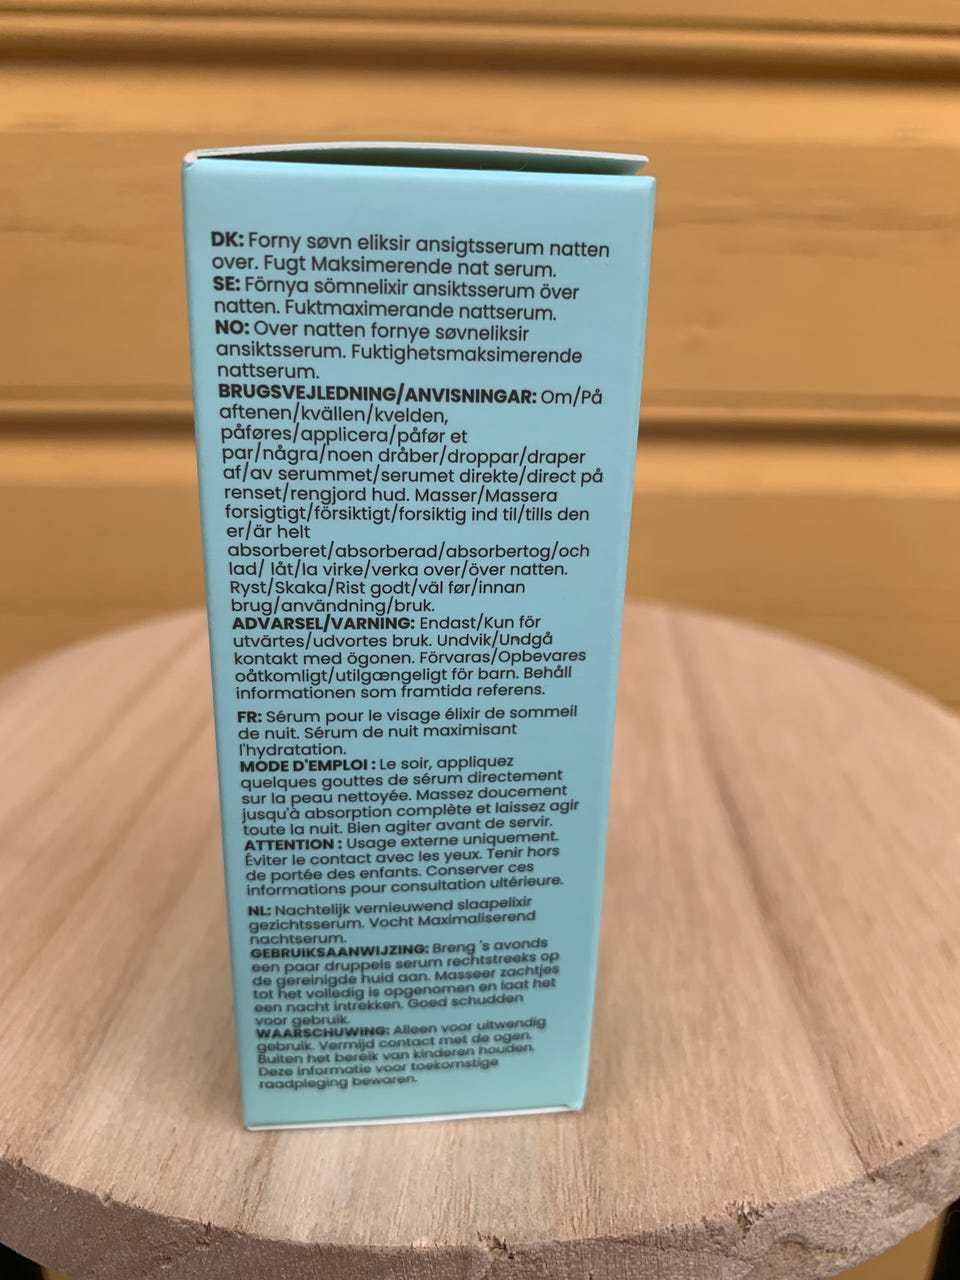 DK: Forny søvn eliksir ansigtsserum natten
over. Fugt Maksimerende nat serum.
SE: Förnya sömnelixir ansiktsserum över
natten. Fuktmaximerande nattserum.
NO: Over natten fornye søvneliksir
ansiktsserum. Fuktighetsmaksimerende
nattserum.
BRUGSVEJLEDNING/ANVISNINGAR: Om/På
aftenen/kvällen/kvelden,
påføres/applicera/påfør et
par/några/noen dråber/droppar/draper
af/av serummet/serumet direkte/direct på
renset/rengjord hud. Masser/Massera
forsigtigt/försiktigt/forsiktig ind til/tills den
er/är helt
absorberet/absorberad/absorbertog/och
lad/ låt/la virke/verka over/över natten.
Ryst/Skaka/Rist godt/väl før/innan
brug/användning/bruk.
ADVARSEL/VARNING: Endast/Kun för
utvärtes/udvortes bruk. Undvik/Undgå
kontakt med ögonen. Förvaras/Opbevares
oåtkomligt/utilgængeligt för barn. Behåll
informationen som framtida referens.
FR: Sérum pour le visage élixir de sommeil
de nuit. Sérum de nuit maximisant
l'hydratation.
MODE D'EMPLOI : Le soir, appliquez
quelques gouttes de sérum directement
sur la peau nettoyée. Massez doucement
jusqu'à absorption complète et laissez agir
toute la nuit. Bien agiter avant de servir.
ATTENTION : Usage externe uniquement.
Éviter le contact avec les yeux. Tenir hors
de portée des enfants. Conserver ces
informations pour consultation ultérieure.
NL: Nachtelijk vernieuwend slaapelixir
gezichtsserum. Vocht Maximaliserend
nachtserum.
GEBRUIKSAANWIJZING: Breng 's avonds
een paar druppels serum rechtstreeks op
de gereinigde huid aan. Masseer zachtjes
tot het volledig is opgenomen en laat het
een nacht intrekken. Goed schudden
voor gebruik.
WAARSCHUWING: Alleen voor uitwendig
gebruik. Vermijd contact met de ogen.
Buiten het bereik van kinderen houden.
Deze informatie voor toekomstige
raadpleging bewaren.